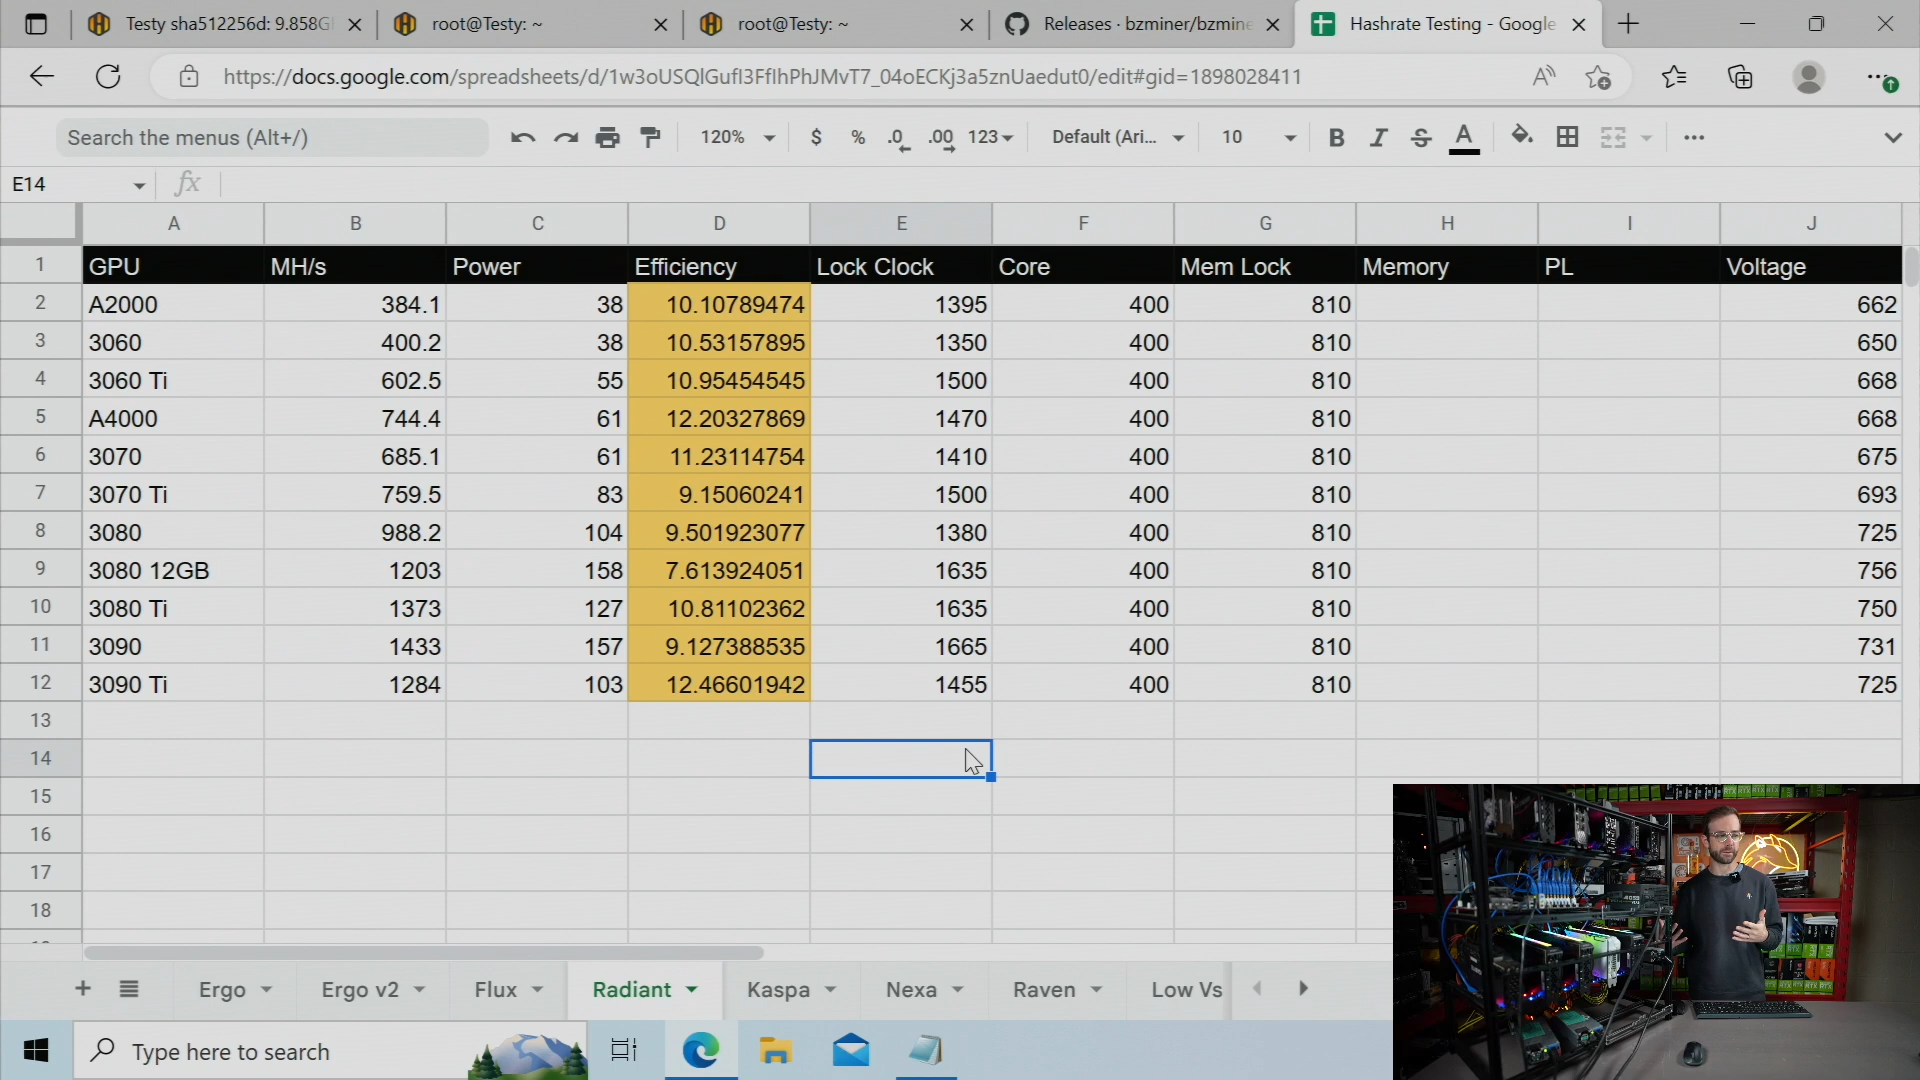 Testy sha512256d: 9.858G
root@Testy: ~
root@Testy: ~
Releases · bzminer/bzmine
Hashrate Testing - Google
https://docs.google.com/spreadsheets/d/1w3oUSQlGufI3FfIhPhJMvT7_04oECKj3a5znUaedut0/edit#gid=1898028411
Search the menus (Alt+/)
120%
$ % .0 .00 123
Default (Ari...
10
B I S A
E14
fx
A B C D E F G H I J
1 GPU MH/s Power Efficiency Lock Clock Core Mem Lock Memory PL Voltage
2 A2000 384.1 38 10.10789474 1395 400 810 662
3 3060 400.2 38 10.53157895 1350 400 810 650
4 3060 Ti 602.5 55 10.95454545 1500 400 810 668
5 A4000 744.4 61 12.20327869 1470 400 810 668
6 3070 685.1 61 11.23114754 1410 400 810 675
7 3070 Ti 759.5 83 9.15060241 1500 400 810 693
8 3080 988.2 104 9.501923077 1380 400 810 725
9 3080 12GB 1203 158 7.613924051 1635 400 810 756
10 3080 Ti 1373 127 10.81102362 1635 400 810 750
11 3090 1433 157 9.127388535 1665 400 810 731
12 3090 Ti 1284 103 12.46601942 1455 400 810 725
13
14
15
16
17
18
Ergo
Ergo v2
Flux
Radiant
Kaspa
Nexa
Raven
Low Vs
Type here to search